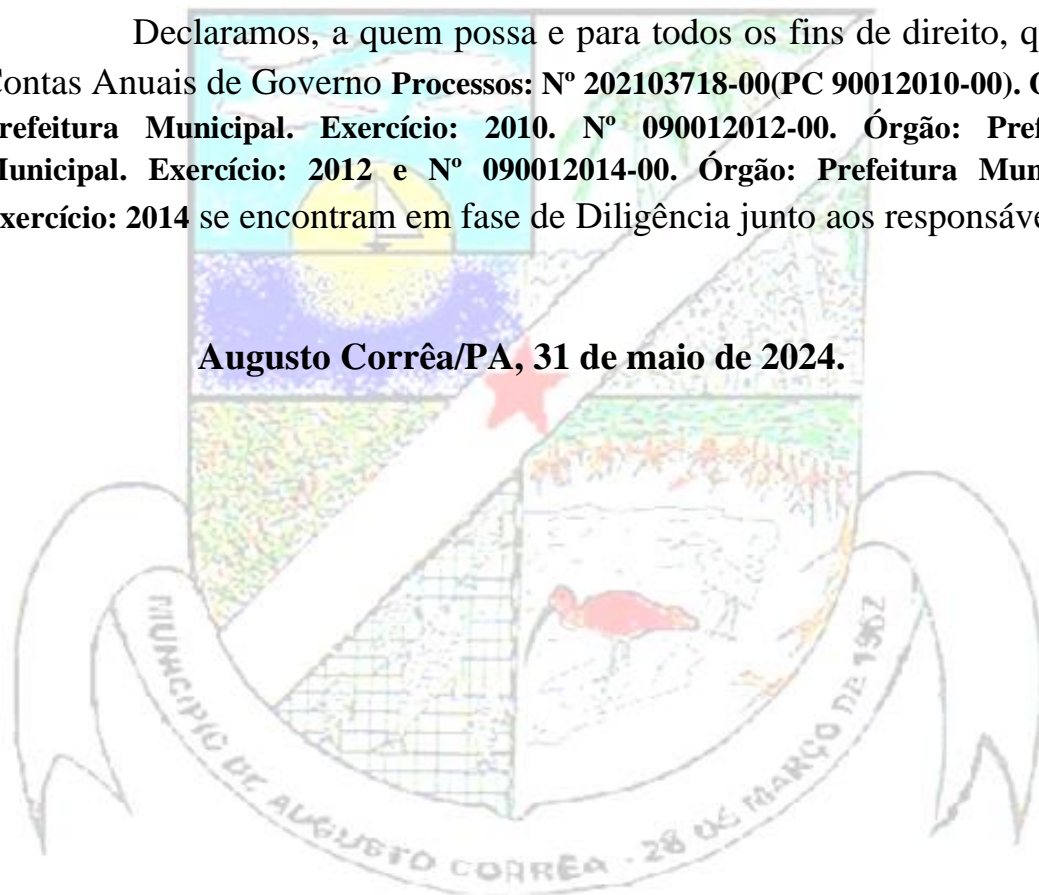 Declaramos, a quem possa e para todos os fins de direito, q
Contas Anuais de Governo Processos: Nº 202103718-00(PC 90012010-00).
Prefeitura Municipal. Exercício: 2010. Nº 090012012-00. Órgão: Pref
Municipal. Exercício: 2012 e Nº 090012014-00. Órgão: Prefeitura Mun
Exercício: 2014 se encontram em fase de Diligência junto aos responsáve
Augusto Corrêa/PA, 31 de maio de 2024.
MUNICIPIO DE AUGUSTO CORRÊA - 28 DE MARÇO DE 1962